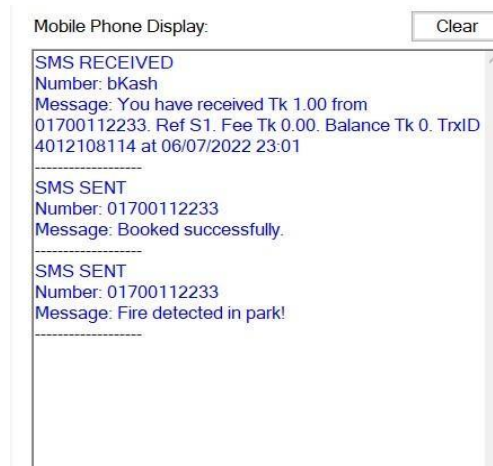 Mobile Phone Display:
Clear
SMS RECEIVED
Number: bKash
Message: You have received Tk 1.00 from
01700112233. Ref S1. Fee Tk 0.00. Balance Tk 0. TrxID
4012108114 at 06/07/2022 23:01
-------------------
SMS SENT
Number: 01700112233
Message: Booked successfully.
-------------------
SMS SENT
Number: 01700112233
Message: Fire detected in park!
-------------------